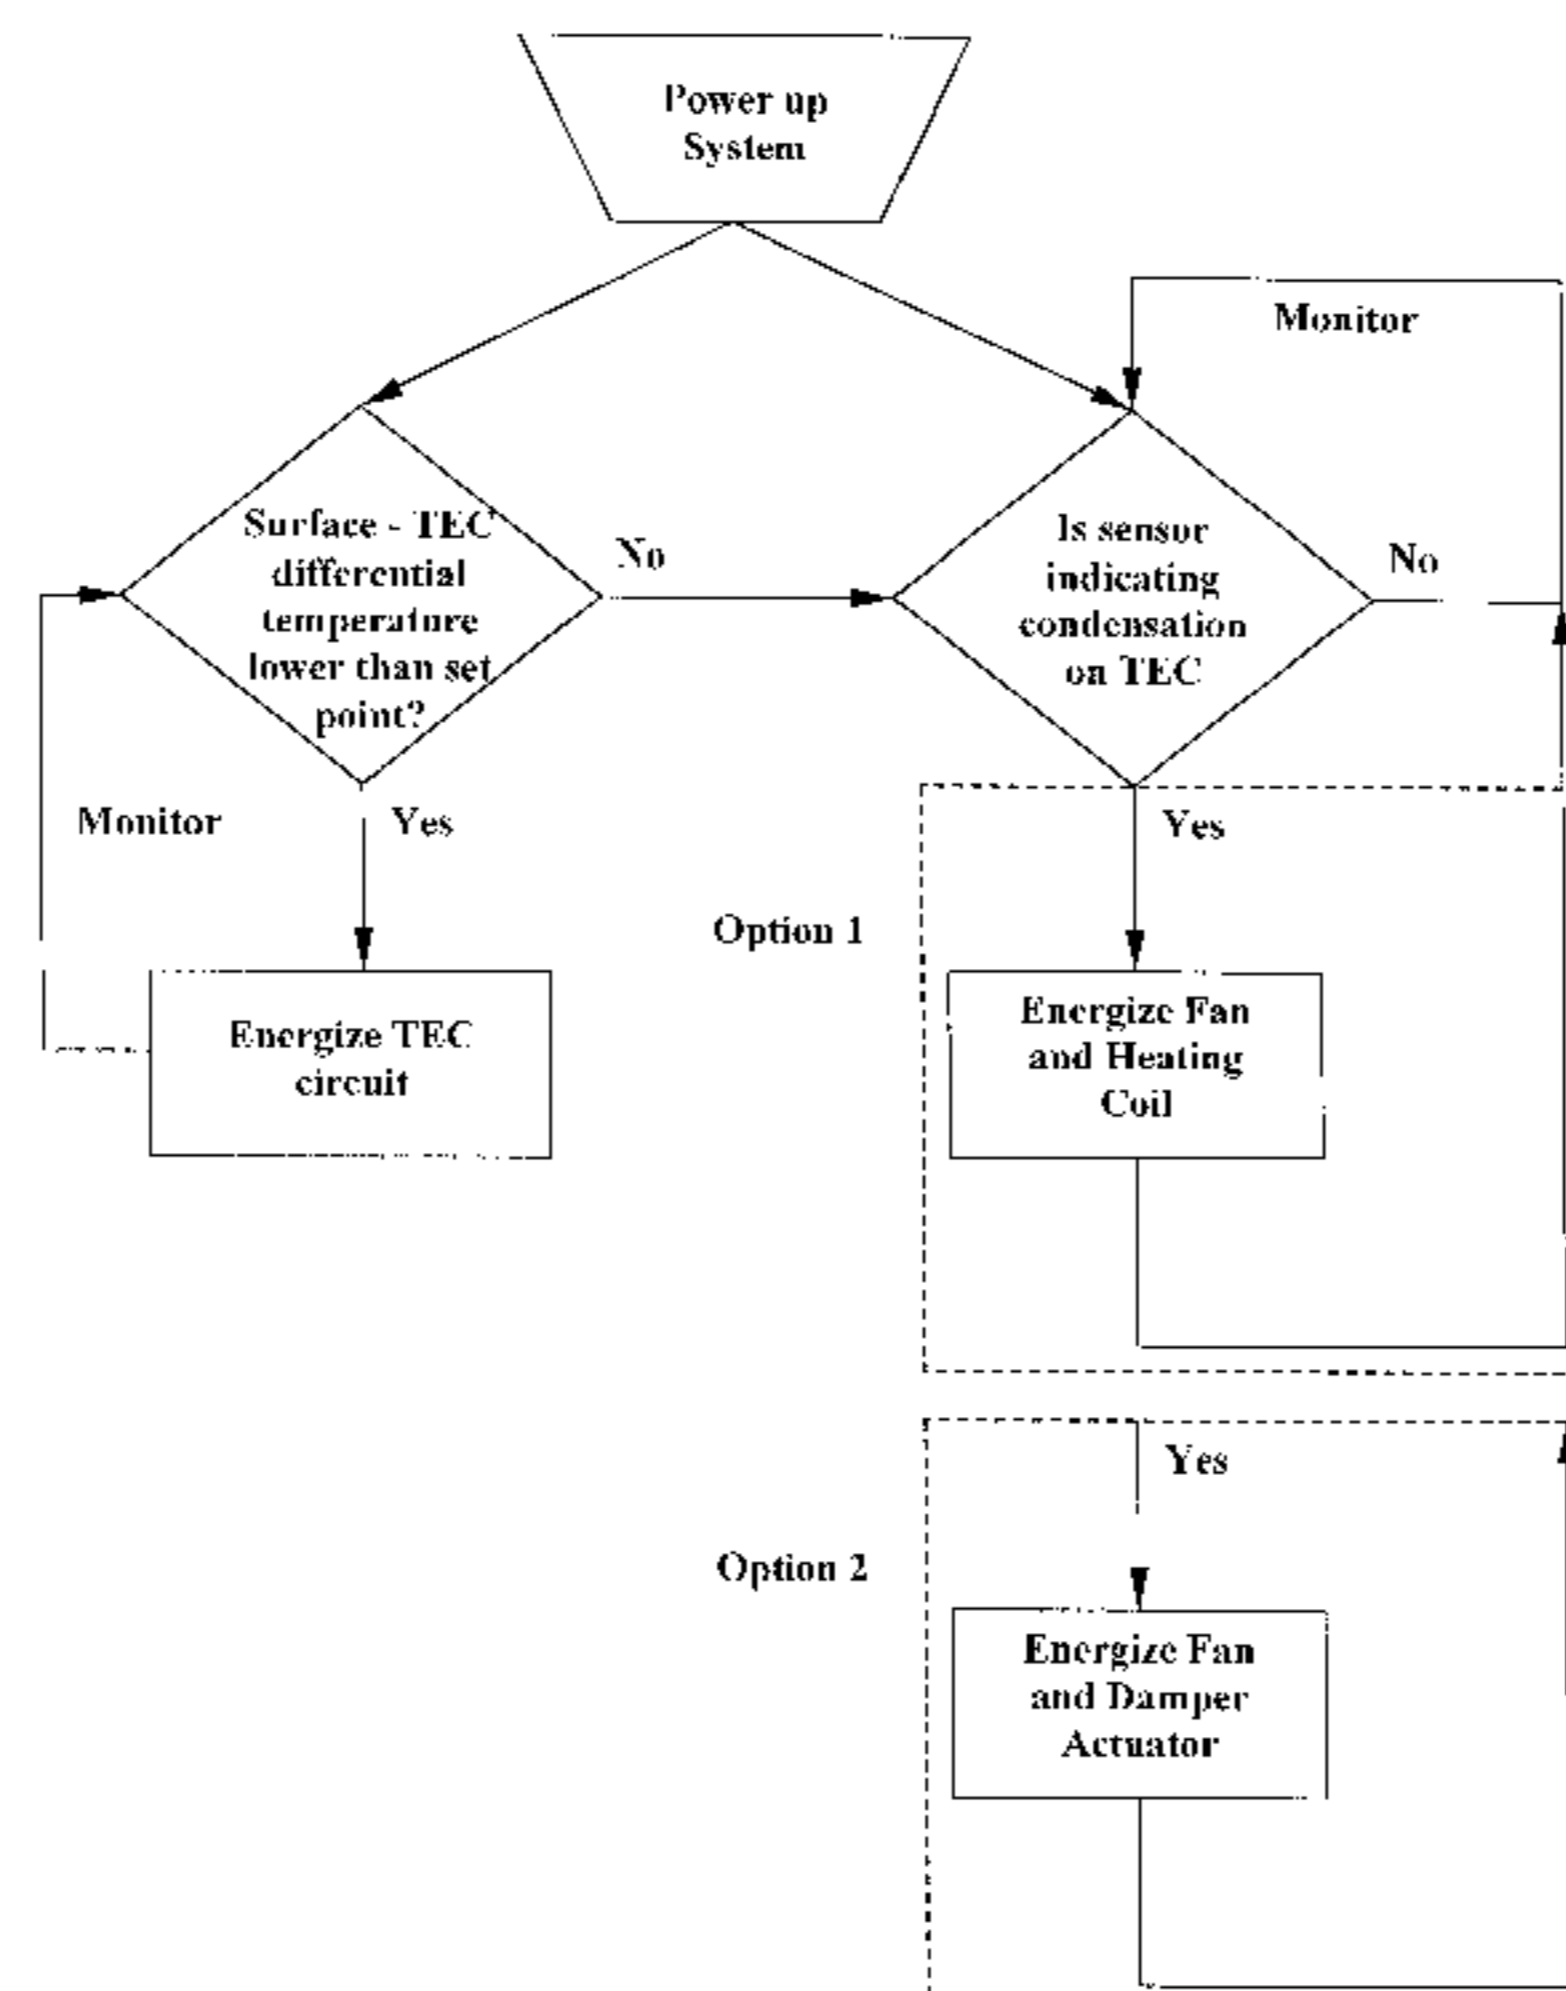 Power up
System
Monitor
Surface - TEC
differential
temperature
lower than set
point?
No
Is sensor
indicating
condensation
on TEC
No
Monitor
Yes
Yes
Option 1
Energize TEC
circuit
Energize Fan
and Heating
Coil
Yes
Option 2
Energize Fan
and Damper
Actuator